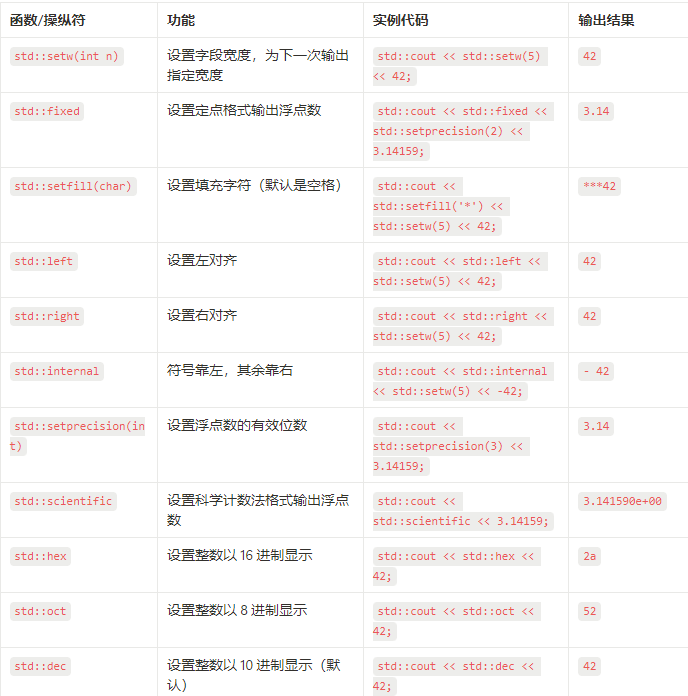 函数/操纵符 功能 实例代码 输出结果
std::setw(int n) 设置字段宽度，为下一次输出 std::cout << std::setw(5) 42
指定宽度 << 42;
std::fixed 设置定点格式输出浮点数 std::cout << std::fixed << 3.14
std::setprecision(2) <<
3.14159;
std::setfill(char) 设置填充字符（默认是空格） std::cout << ***42
std::setfill('*') <<
std::setw(5) << 42;
std::left 设置左对齐 std::cout << std::left << 42
std::setw(5) << 42;
std::right 设置右对齐 std::cout << std::right << 42
std::setw(5) << 42;
std::internal 符号靠左，其余靠右 std::cout << std::internal - 42
<< std::setw(5) << -42;
std::setprecision(in 设置浮点数的有效位数 std::cout << 3.14
t) std::setprecision(3) <<
3.14159;
std::scientific 设置科学计数法格式输出浮点 std::cout << 3.141590e+00
数 std::scientific << 3.14159;
std::hex 设置整数以 16 进制显示 std::cout << std::hex << 2a
42;
std::oct 设置整数以 8 进制显示 std::cout << std::oct << 52
42;
std::dec 设置整数以 10 进制显示（默 std::cout << std::dec << 42
认） 42;